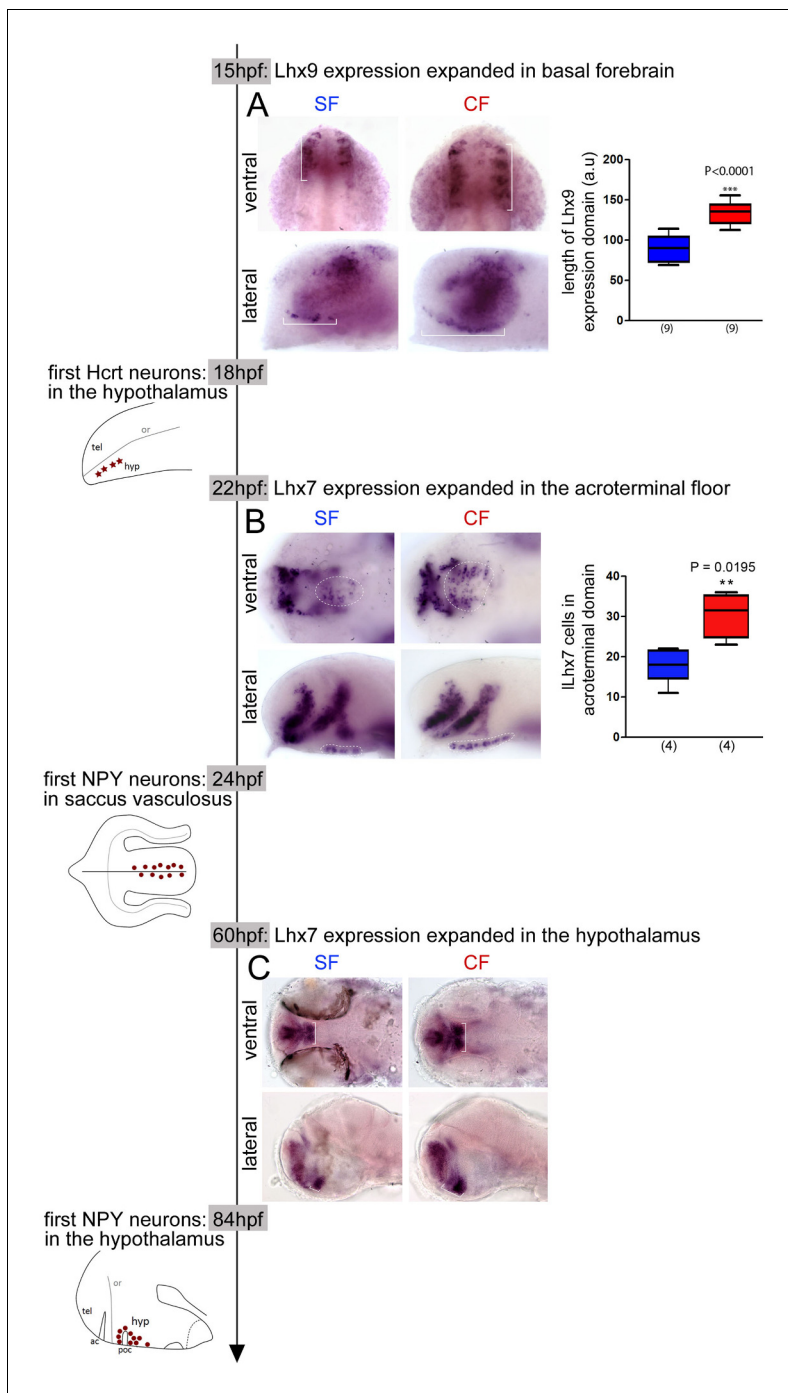 15hpf: Lhx9 expression expanded in basal forebrain
A
SF
CF
ventral
lateral
length of Lhx9
expression domain (a.u)
200
150
100
50
0
P<0.0001
***
(9)
(9)
first Hcrt neurons: 18hpf
in the hypothalamus
or
tel
hyp
22hpf: Lhx7 expression expanded in the acroterminal floor
B
SF
CF
ventral
lateral
lLhx7 cells in
acroterminal domain
40
30
20
10
0
P = 0.0195
**
(4)
(4)
first NPY neurons: 24hpf
in saccus vasculosus
60hpf: Lhx7 expression expanded in the hypothalamus
C
SF
CF
ventral
lateral
first NPY neurons: 84hpf
in the hypothalamus
or
tel
hyp
ac
poc